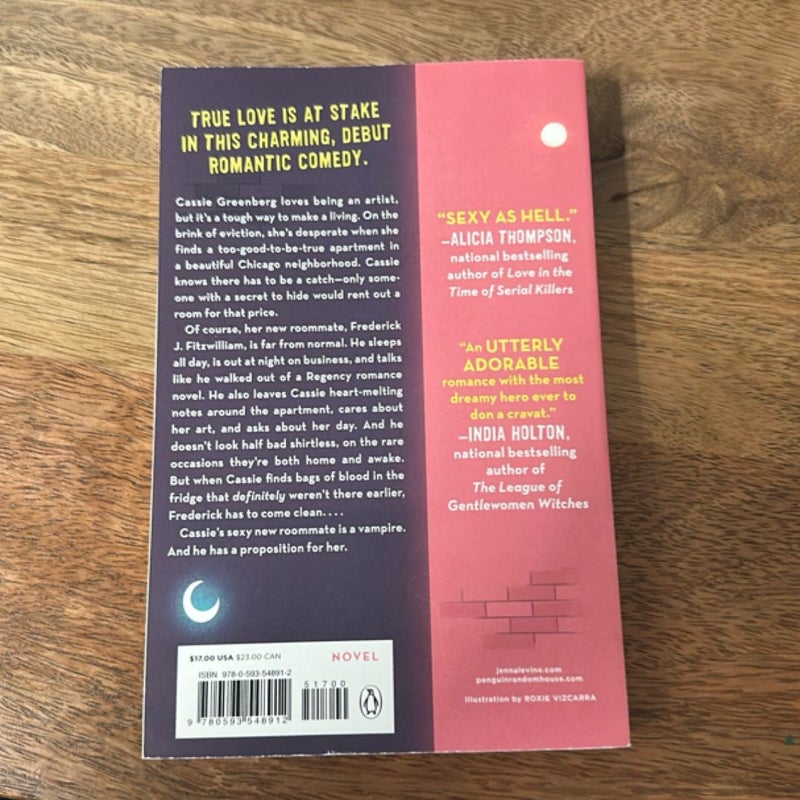 TRUE LOVE IS AT STAKE
IN THIS CHARMING, DEBUT
ROMANTIC COMEDY.
Cassie Greenberg loves being an artist,
but it's a tough way to make a living. On the
brink of eviction, she's desperate when she
finds a too-good-to-be-true apartment in
a beautiful Chicago neighborhood. Cassie
knows there has to be a catch—only some-
one with a secret to hide would rent out a
room for that price.
Of course, her new roommate, Frederick
J. Fitzwilliam, is far from normal. He sleeps
all day, is out at night on business, and talks
like he walked out of a Regency romance
novel. He also leaves Cassie heart-melting
notes around the apartment, cares about
her art, and asks about her day. And he
doesn't look half bad shirtless, on the rare
occasions they're both home and awake.
But when Cassie finds bags of blood in the
fridge that definitely weren't there earlier,
Frederick has to come clean....
Cassie's sexy new roommate is a vampire.
And he has a proposition for her.
$17.00 USA $23.00 CAN
NOVEL
ISBN 978-0-593-54891-2
51700
9 780593 548912
"SEXY AS HELL."
—ALICIA THOMPSON,
national bestselling
author of Love in the
Time of Serial Killers
"An UTTERLY
ADORABLE
romance with the most
dreamy hero ever to
don a cravat."
—INDIA HOLTON,
national bestselling
author of
The League of
Gentlewomen Witches
jennalevine.com
penguinrandomhouse.com
Illustration by ROXIE VIZCARRA